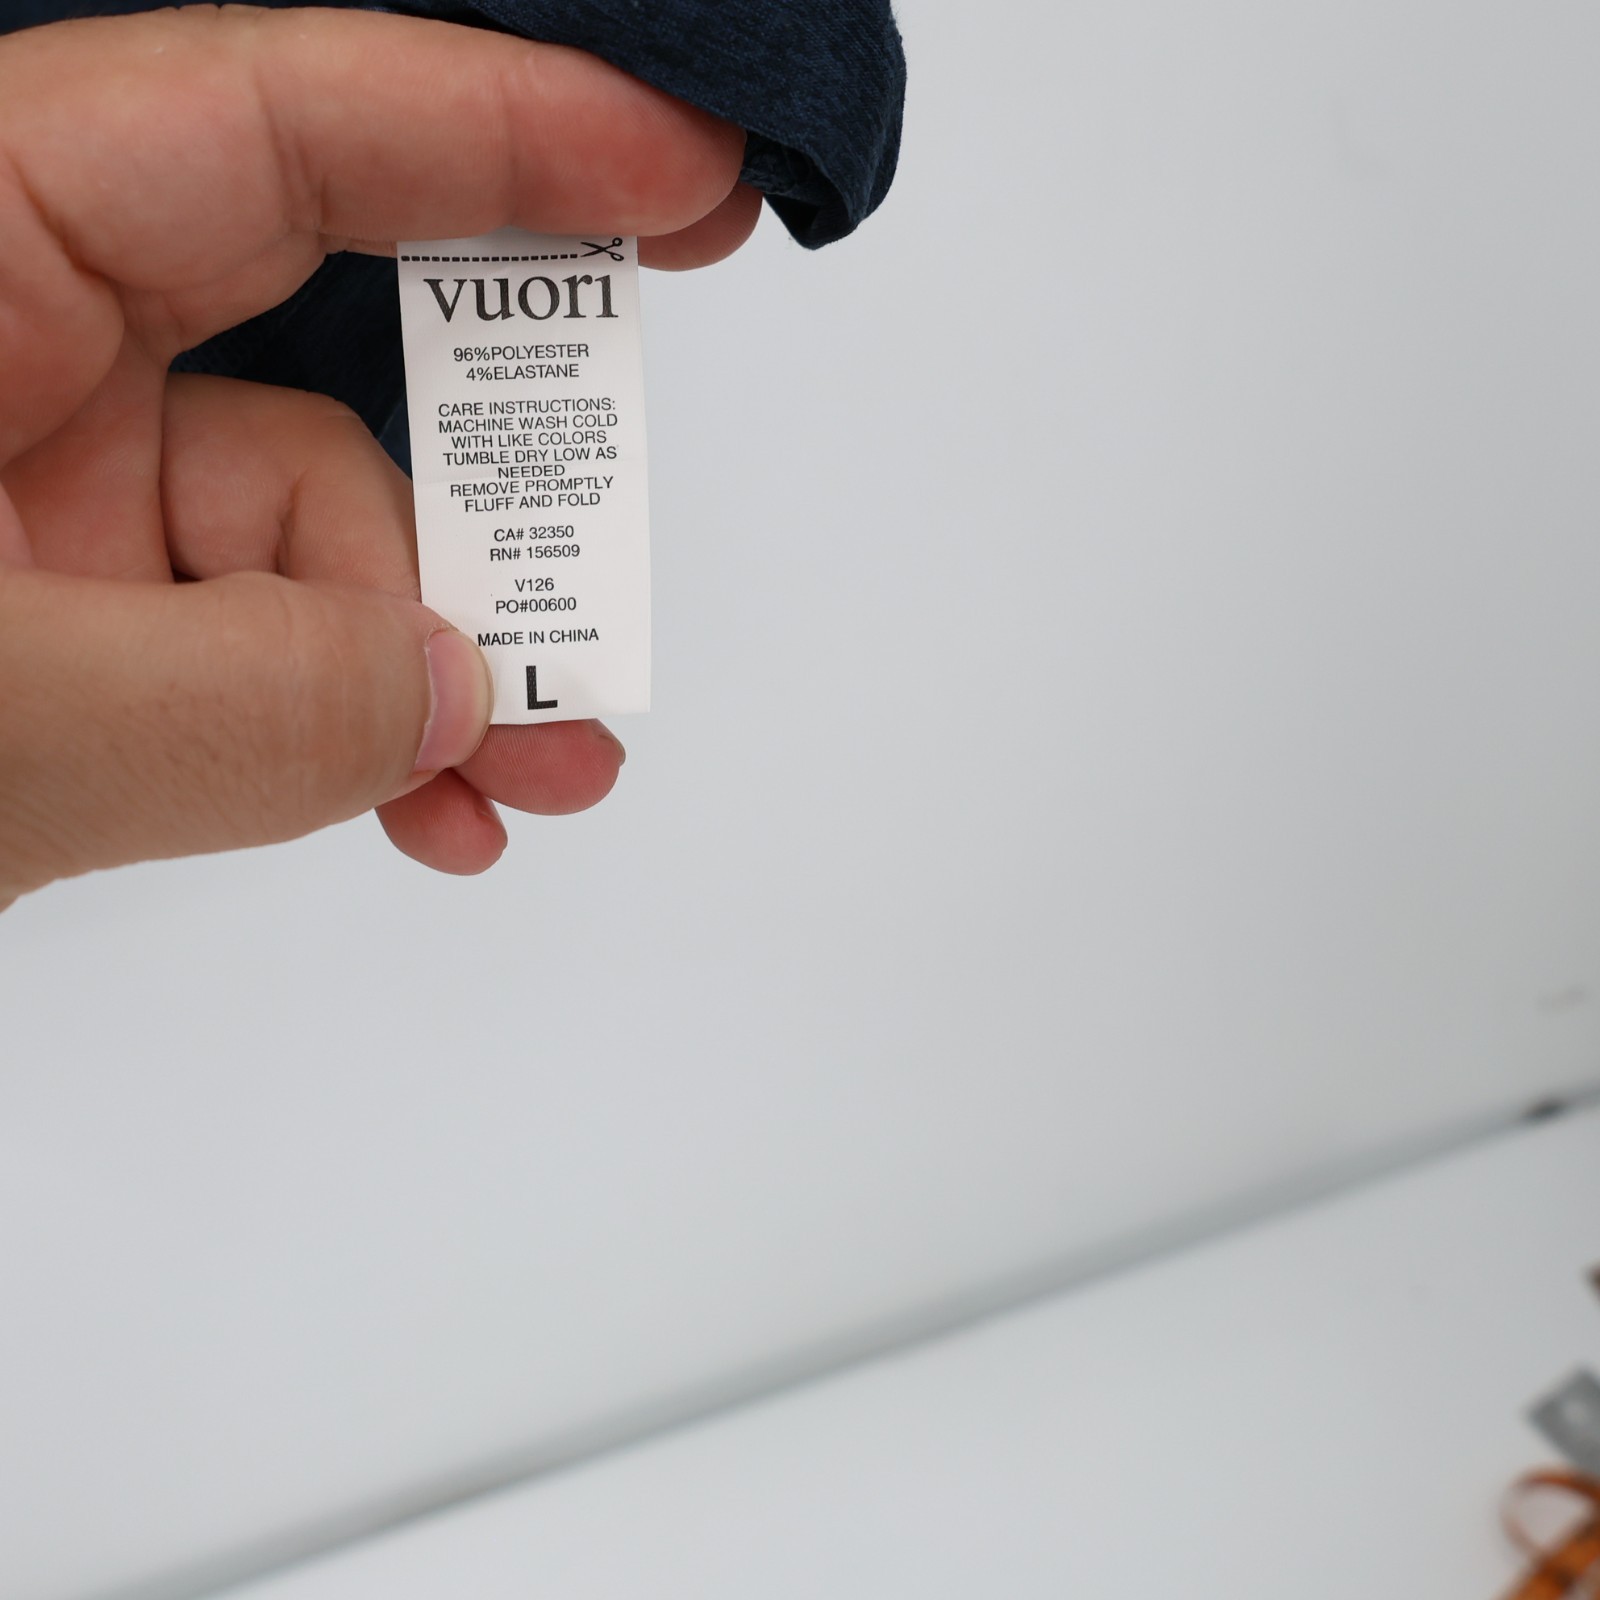 vuori
96%POLYESTER
4%ELASTANE
CARE INSTRUCTIONS:
MACHINE WASH COLD
WITH LIKE COLORS
TUMBLE DRY LOW AS
NEEDED
REMOVE PROMPTLY
FLUFF AND FOLD
CA# 32350
RN# 156509
V126
PO#00600
MADE IN CHINA
L